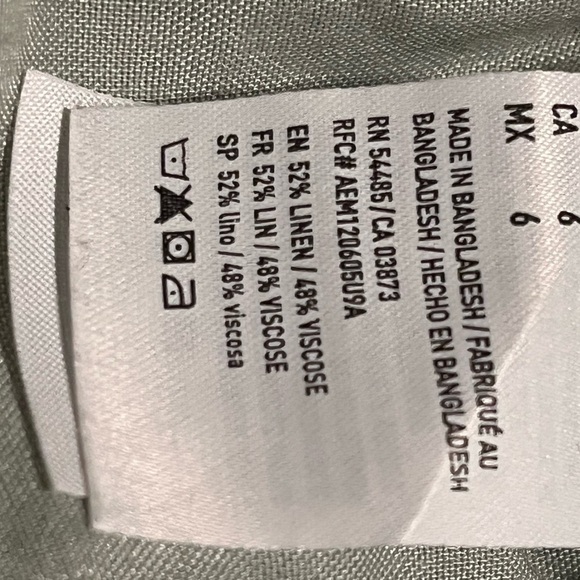 CA 6
MX 6
MADE IN BANGLADESH / FABRIQUÉ AU
BANGLADESH / HECHO EN BANGLADESH
RN 54485 / CA 03873
RFC# AEM120605U9A
EN 52% LINEN / 48% VISCOSE
FR 52% LIN / 48% VISCOSE
SP 52% lino / 48% viscosa